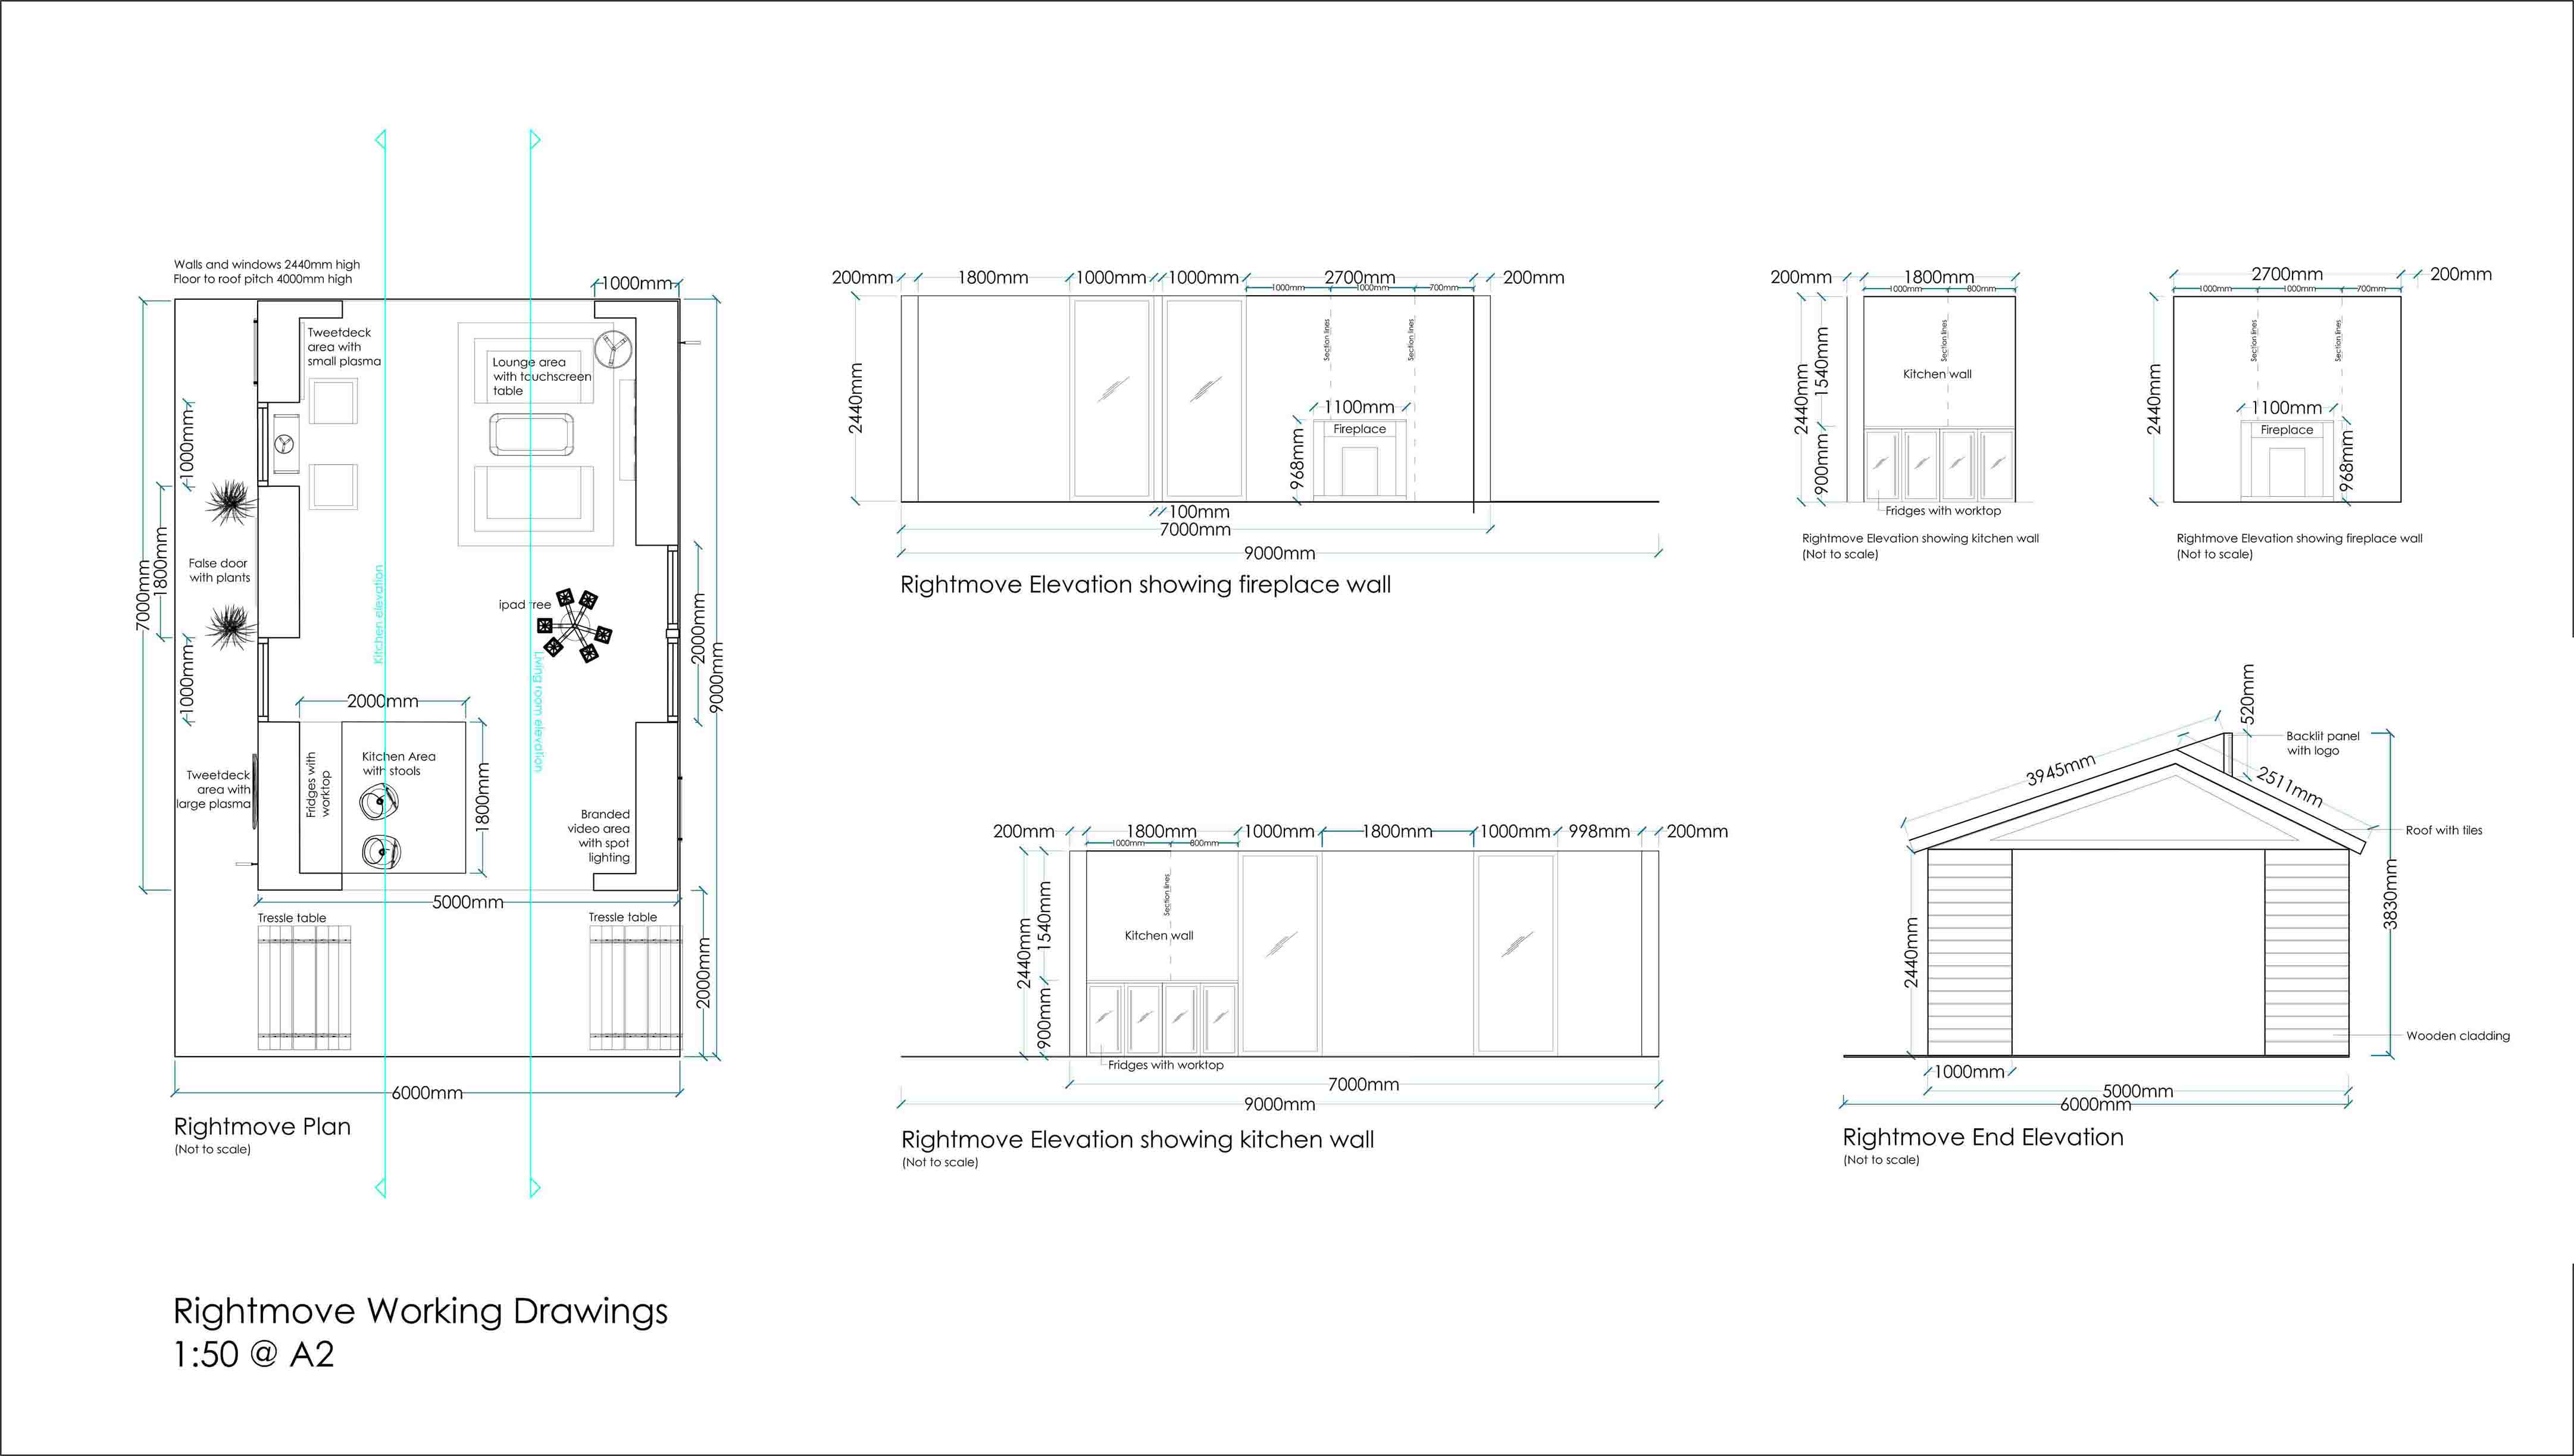 Walls and windows 2440mm high
Floor to roof pitch 4000mm high
1000mm
Tweetdeck
area with
small plasma
Lounge area
with touchscreen
table
1000mm
7000mm
1800mm
False door
with plants
Kitchen elevation
ipad tree
Living room elevation
2000mm
9000mm
1000mm
2000mm
Tweetdeck
area with
large plasma
Fridges with
worktop
Kitchen Area
with stools
1800mm
Branded
video area
with spot
lighting
5000mm
Tressle table
Tressle table
2000mm
6000mm
Rightmove Plan
(Not to scale)
200mm
1800mm
1000mm
1000mm
2700mm
200mm
1000mm
1000mm
700mm
Section lines
Section lines
2440mm
1100mm
Fireplace
968mm
100mm
7000mm
9000mm
Rightmove Elevation showing fireplace wall
200mm
1800mm
1000mm
800mm
Section lines
2440mm
1540mm
Kitchen wall
900mm
Fridges with worktop
Rightmove Elevation showing kitchen wall
(Not to scale)
2700mm
200mm
1000mm
1000mm
700mm
Section lines
Section lines
2440mm
1100mm
Fireplace
968mm
Rightmove Elevation showing fireplace wall
(Not to scale)
200mm
1800mm
1000mm
1800mm
1000mm
998mm
200mm
1000mm
800mm
Section lines
2440mm
1540mm
Kitchen wall
900mm
Fridges with worktop
7000mm
9000mm
Rightmove Elevation showing kitchen wall
(Not to scale)
520mm
Backlit panel
with logo
3945mm
2511mm
Roof with tiles
3830mm
2440mm
Wooden cladding
1000mm
5000mm
6000mm
Rightmove End Elevation
(Not to scale)
Rightmove Working Drawings
1:50 @ A2